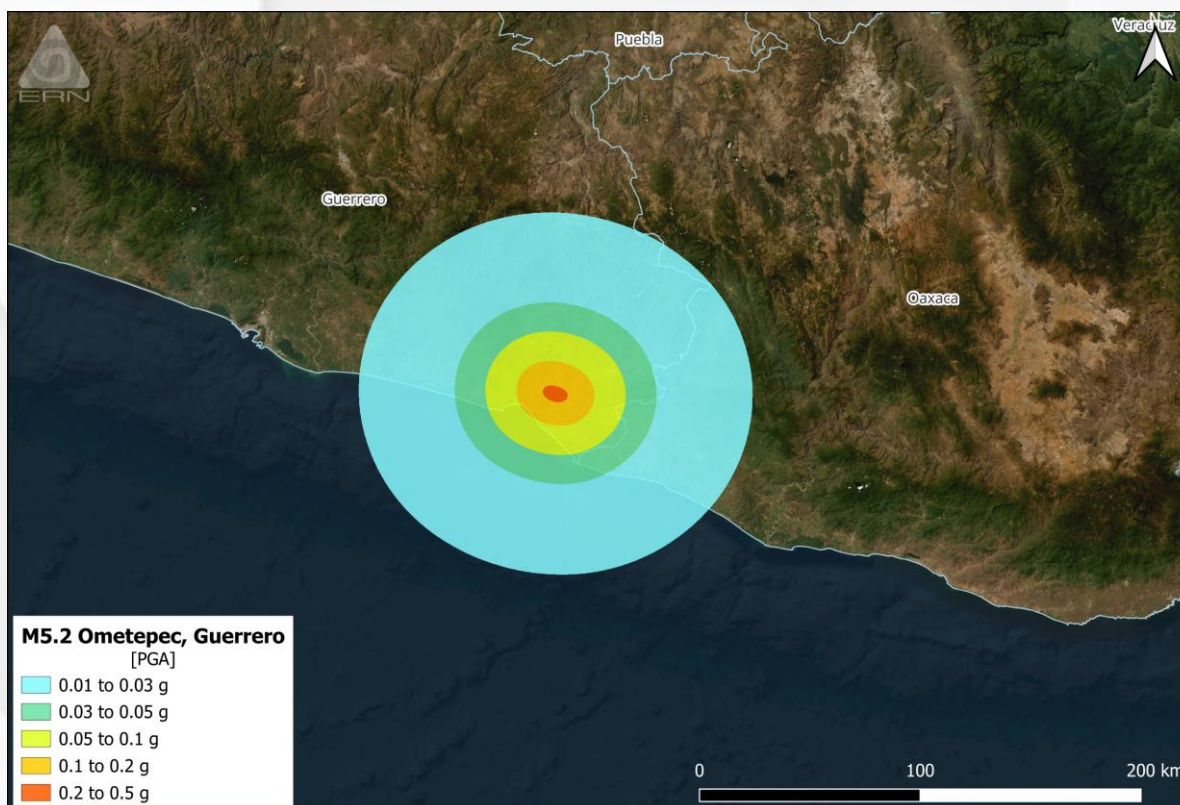 Veracruz
N
Puebla
ERN
Guerrero
Oaxaca
M5.2 Ometepec, Guerrero
[PGA]
0.01 to 0.03 g
0.03 to 0.05 g
0.05 to 0.1 g
0.1 to 0.2 g
0.2 to 0.5 g
0 100 200 km